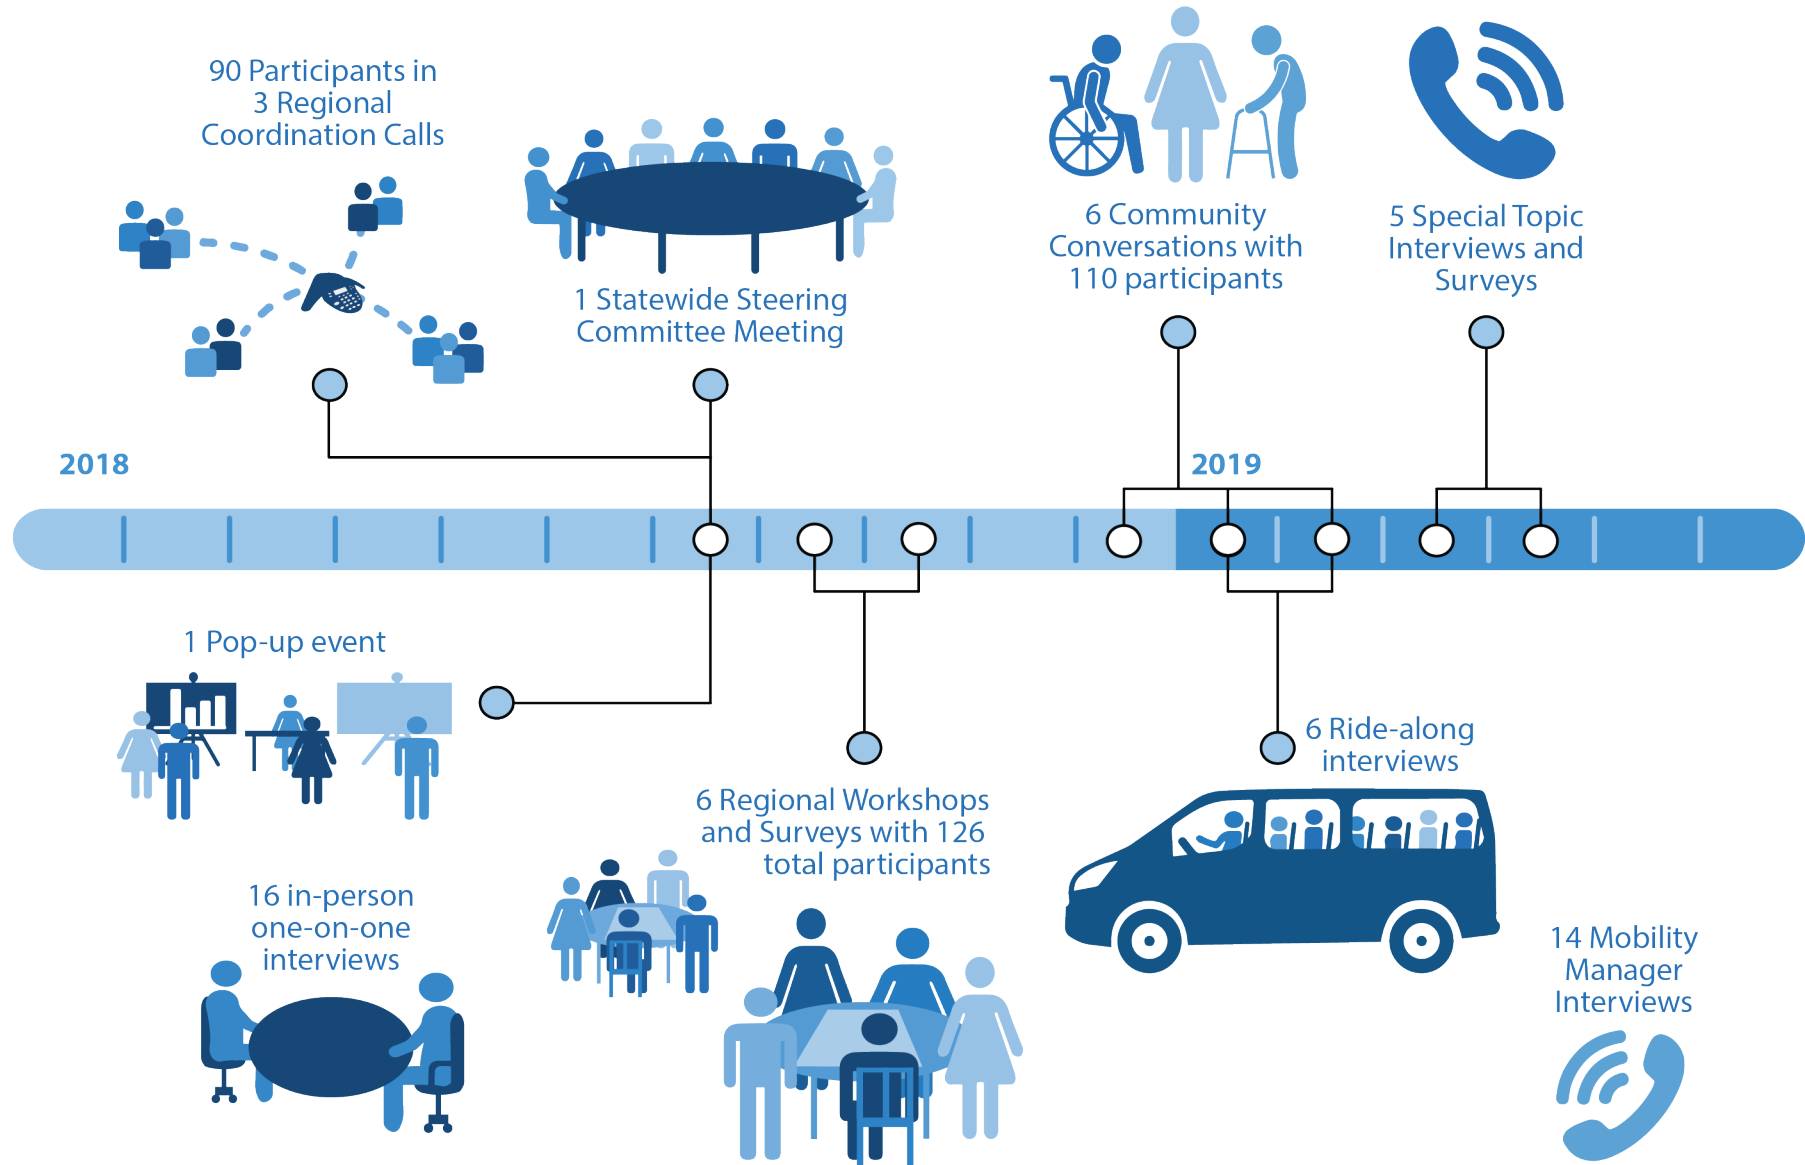 90 Participants in
3 Regional
Coordination Calls
1 Statewide Steering
Committee Meeting
6 Community
Conversations with
110 participants
5 Special Topic
Interviews and
Surveys
2018
2019
1 Pop-up event
6 Ride-along
interviews
6 Regional Workshops
and Surveys with 126
total participants
16 in-person
one-on-one
interviews
14 Mobility
Manager
Interviews